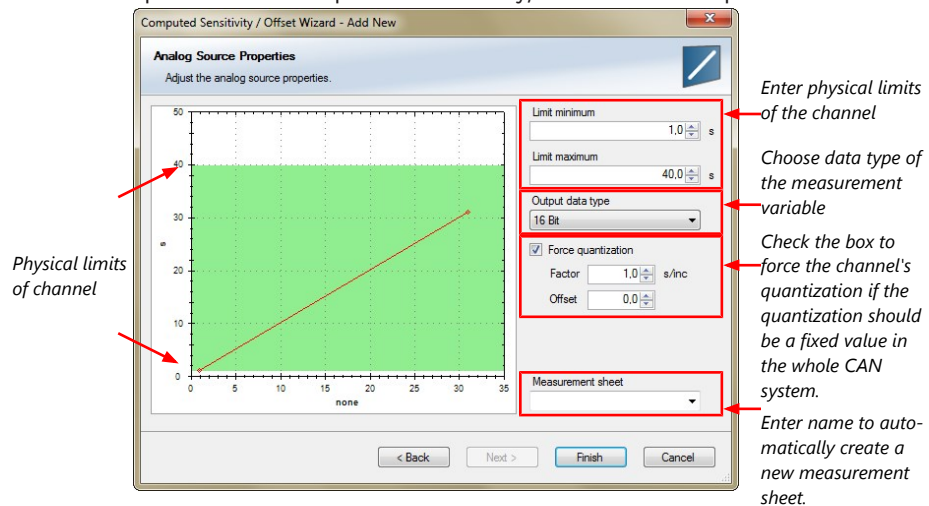 Computed Sensitivity / Offset Wizard - Add New
Analog Source Properties
Adjust the analog source properties.
50
40
30
20
10
0
s
0 5 10 15 20 25 30 35
none
Limit minimum
1,0 s
Limit maximum
40,0 s
Output data type
16 Bit
Force quantization
Factor 1,0 s/inc
Offset 0,0
Measurement sheet
< Back Next > Finish Cancel
Physical limits
of channel
Enter physical limits
of the channel
Choose data type of
the measurement
variable
Check the box to
force the channel's
quantization if the
quantization should
be a fixed value in
the whole CAN
system.
Enter name to auto-
matically create a
new measurement
sheet.